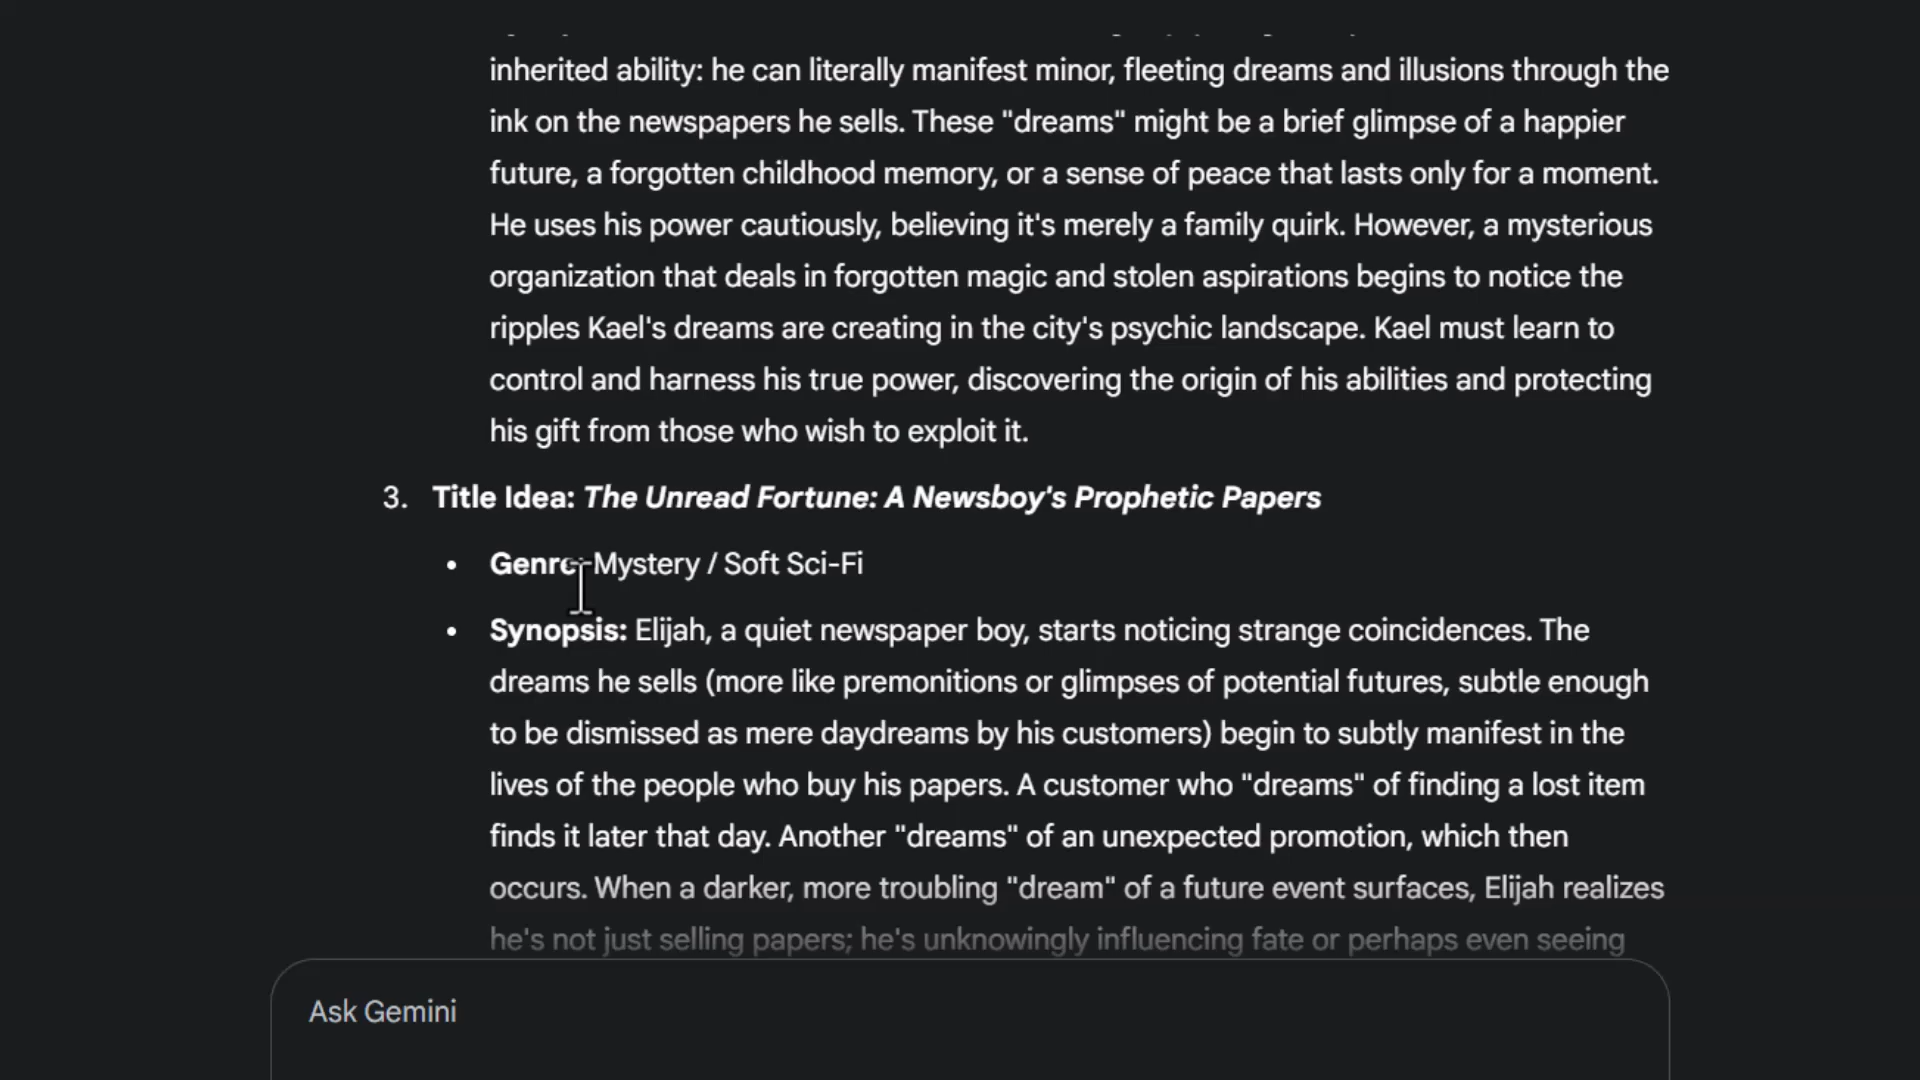 inherited ability: he can literally manifest minor, fleeting dreams and illusions through the
ink on the newspapers he sells. These "dreams" might be a brief glimpse of a happier
future, a forgotten childhood memory, or a sense of peace that lasts only for a moment.
He uses his power cautiously, believing it's merely a family quirk. However, a mysterious
organization that deals in forgotten magic and stolen aspirations begins to notice the
ripples Kael's dreams are creating in the city's psychic landscape. Kael must learn to
control and harness his true power, discovering the origin of his abilities and protecting
his gift from those who wish to exploit it.
3. Title Idea: The Unread Fortune: A Newsboy's Prophetic Papers
• Genre: Mystery / Soft Sci-Fi
• Synopsis: Elijah, a quiet newspaper boy, starts noticing strange coincidences. The
dreams he sells (more like premonitions or glimpses of potential futures, subtle enough
to be dismissed as mere daydreams by his customers) begin to subtly manifest in the
lives of the people who buy his papers. A customer who "dreams" of finding a lost item
finds it later that day. Another "dreams" of an unexpected promotion, which then
occurs. When a darker, more troubling "dream" of a future event surfaces, Elijah realizes
he's not just selling papers; he's unknowingly influencing fate or perhaps even seeing
Ask Gemini